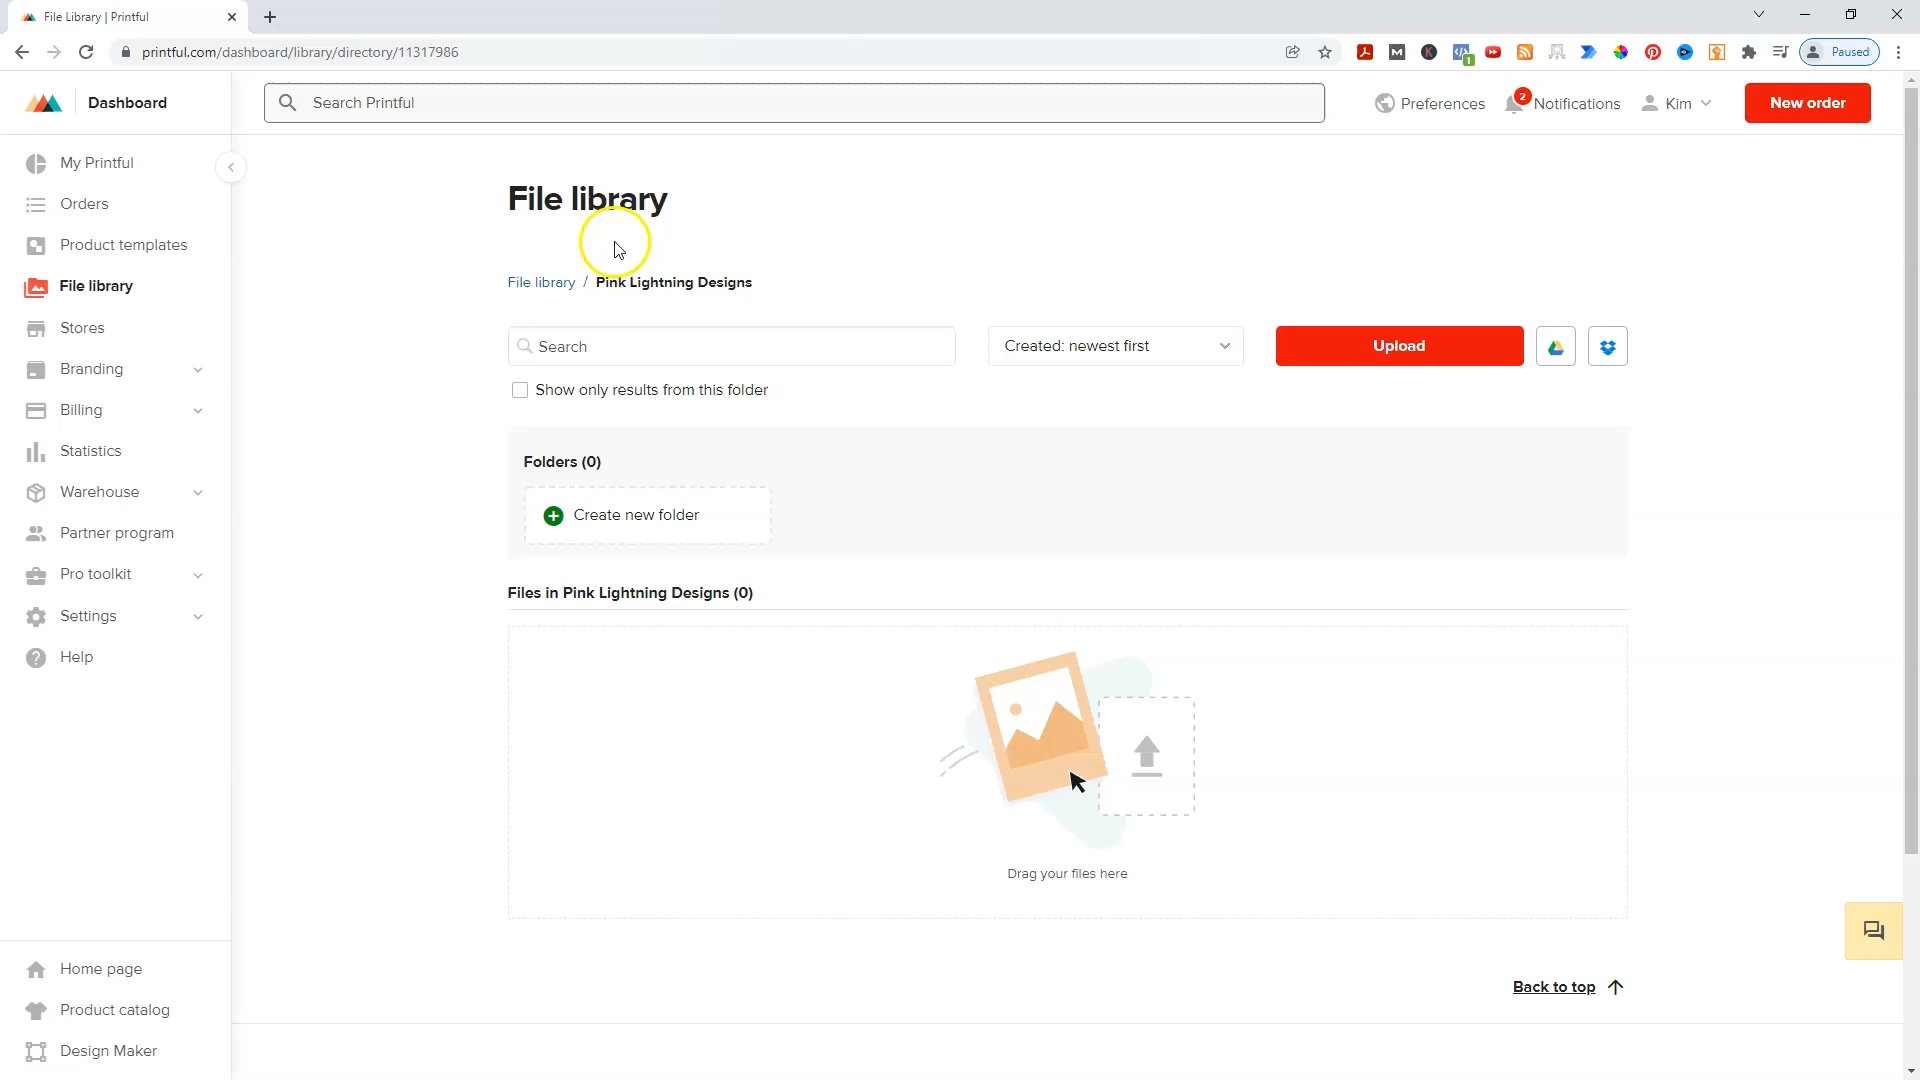 File Library | Printful
printful.com/dashboard/library/directory/11317986
1
Paused
Dashboard
Search Printful
Preferences
2
Notifications
Kim
New order
My Printful
Orders
Product templates
File library
Stores
Branding
Billing
Statistics
Warehouse
Partner program
Pro toolkit
Settings
Help
Home page
Product catalog
Design Maker
File library
File library / Pink Lightning Designs
Search
Created: newest first
Upload
Show only results from this folder
Folders (0)
Create new folder
Files in Pink Lightning Designs (0)
Drag your files here
Back to top